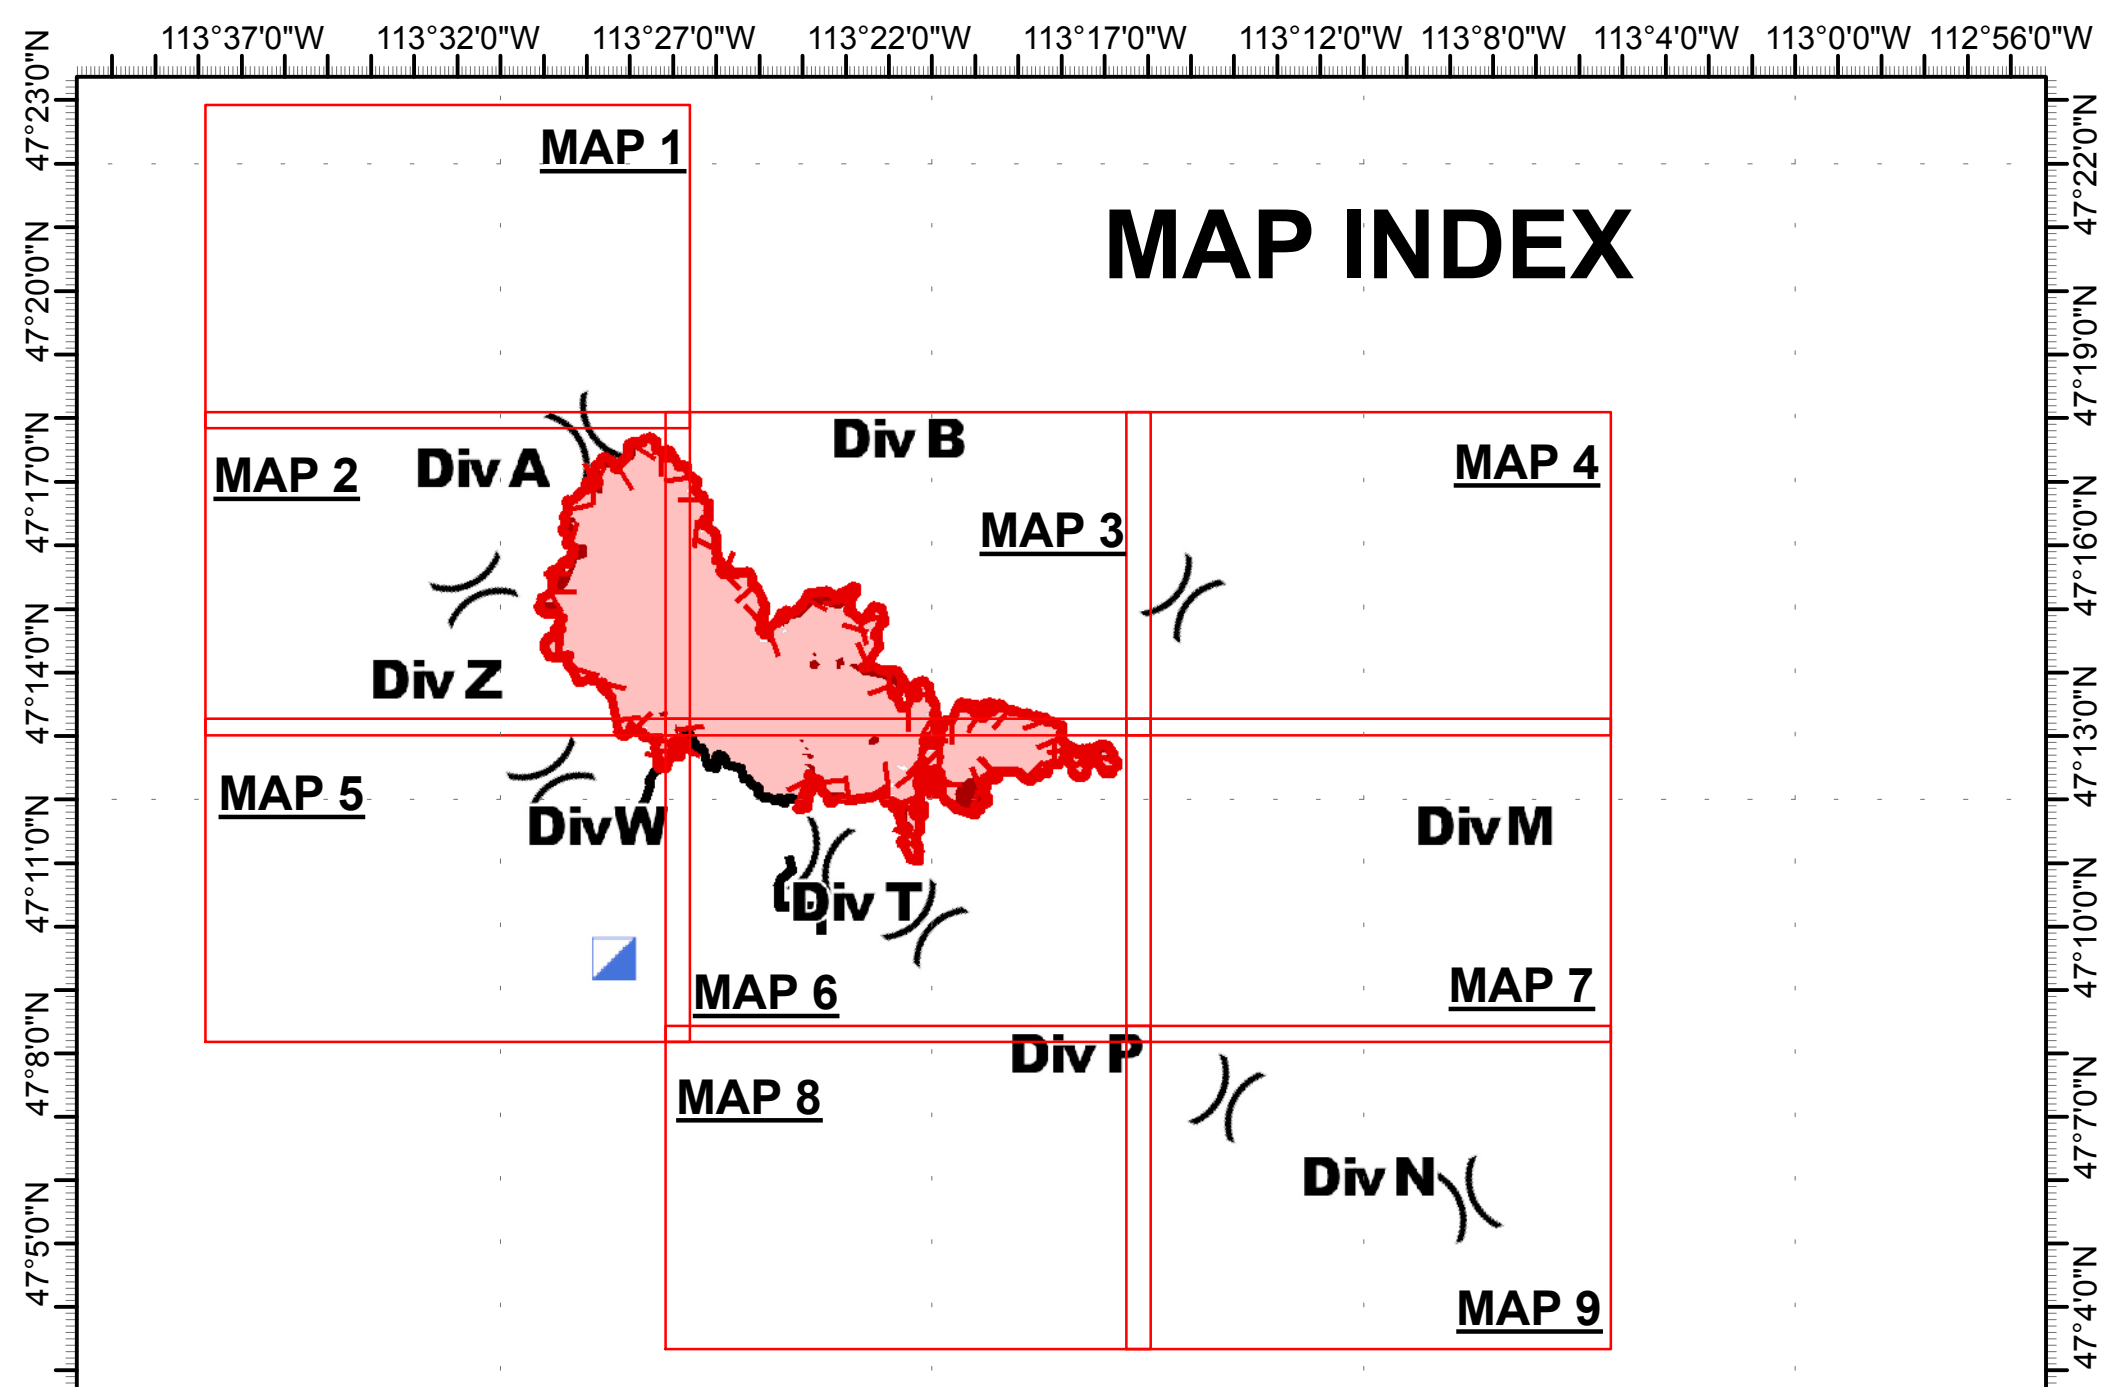 113°37'0"W 113°32'0"W 113°27'0"W 113°22'0"W 113°17'0"W 113°12'0"W 113°8'0"W 113°4'0"W 113°0'0"W 112°56'0"W
47°23'0"N
47°20'0"N
47°17'0"N
47°14'0"N
47°11'0"N
47°8'0"N
47°5'0"N
MAP 1
MAP INDEX
Div B
Div A
MAP 2
MAP 4
MAP 3
Div Z
MAP 5
Div W
Div M
Div T
MAP 6
MAP 7
Div P
MAP 8
Div N
MAP 9
47°22'0"N
47°19'0"N
47°16'0"N
47°13'0"N
47°10'0"N
47°7'0"N
47°4'0"N